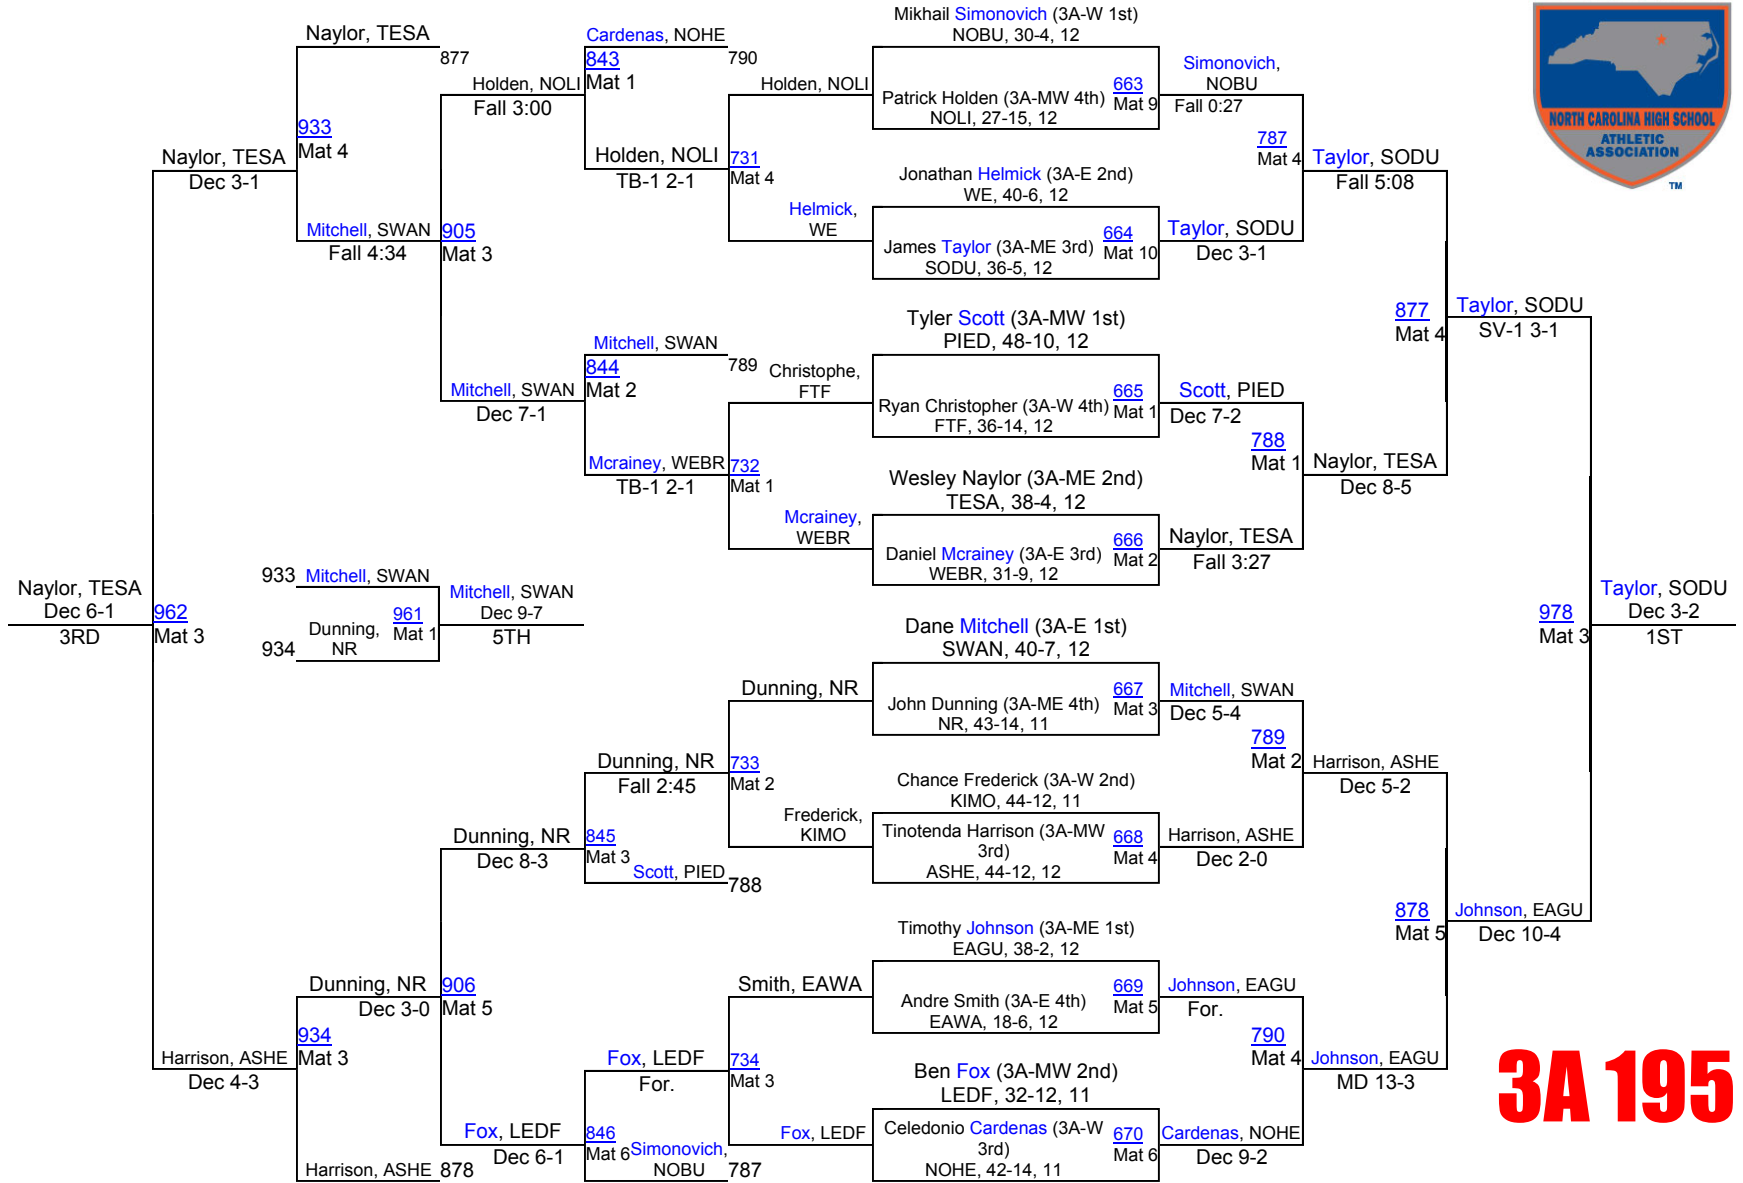 Naylor, TESA
877
Cardenas, NOHE
843
Mat 1
790
Holden, NOLI
Fall 3:00
Holden, NOLI
Mikhail Simonovich (3A-W 1st)
NOBU, 30-4, 12
Patrick Holden (3A-MW 4th)
NOLI, 27-15, 12
663
Mat 9
Simonovich,
NOBU
Fall 0:27
NORTH CAROLINA HIGH SCHOOL
ATHLETIC
ASSOCIATION
TM
933
Mat 4
Naylor, TESA
Dec 3-1
Holden, NOLI
TB-1 2-1
731
Mat 4
Jonathan Helmick (3A-E 2nd)
WE, 40-6, 12
787
Mat 4
Taylor, SODU
Fall 5:08
Mitchell, SWAN
Fall 4:34
905
Mat 3
Helmick,
WE
James Taylor (3A-ME 3rd)
SODU, 36-5, 12
664
Mat 10
Taylor, SODU
Dec 3-1
Tyler Scott (3A-MW 1st)
PIED, 48-10, 12
877
Mat 4
Taylor, SODU
SV-1 3-1
Mitchell, SWAN
844
Mat 2
789
Christophe,
FTF
Mitchell, SWAN
Dec 7-1
Ryan Christopher (3A-W 4th)
FTF, 36-14, 12
665
Mat 1
Scott, PIED
Dec 7-2
788
Mat 1
Naylor, TESA
Dec 8-5
Mcrainey, WEBR
TB-1 2-1
732
Mat 1
Wesley Naylor (3A-ME 2nd)
TESA, 38-4, 12
Mcrainey,
WEBR
Daniel Mcrainey (3A-E 3rd)
WEBR, 31-9, 12
666
Mat 2
Naylor, TESA
Fall 3:27
Naylor, TESA
Dec 6-1
3RD
962
Mat 3
933
Mitchell, SWAN
Dunning,
NR
934
961
Mat 1
Mitchell, SWAN
Dec 9-7
5TH
978
Mat 3
Taylor, SODU
Dec 3-2
1ST
Dane Mitchell (3A-E 1st)
SWAN, 40-7, 12
Dunning, NR
John Dunning (3A-ME 4th)
NR, 43-14, 11
667
Mat 3
Mitchell, SWAN
Dec 5-4
789
Mat 2
Harrison, ASHE
Dec 5-2
Dunning, NR
Fall 2:45
733
Mat 2
Chance Frederick (3A-W 2nd)
KIMO, 44-12, 11
Frederick,
KIMO
Tinotenda Harrison (3A-MW
3rd)
ASHE, 44-12, 12
668
Mat 4
Harrison, ASHE
Dec 2-0
Dunning, NR
Dec 8-3
845
Mat 3
Scott, PIED
788
878
Mat 5
Johnson, EAGU
Dec 10-4
Timothy Johnson (3A-ME 1st)
EAGU, 38-2, 12
Dunning, NR
Dec 3-0
906
Mat 5
Smith, EAWA
Andre Smith (3A-E 4th)
EAWA, 18-6, 12
669
Mat 5
Johnson, EAGU
For.
934
Mat 3
Harrison, ASHE
Dec 4-3
Fox, LEDF
For.
734
Mat 3
Ben Fox (3A-MW 2nd)
LEDF, 32-12, 11
790
Mat 4
Johnson, EAGU
MD 13-3
3A 195
Fox, LEDF
Dec 6-1
846
Mat 6
Simonovich,
NOBU
787
Fox, LEDF
Celedonio Cardenas (3A-W
3rd)
NOHE, 42-14, 11
670
Mat 6
Cardenas, NOHE
Dec 9-2
Harrison, ASHE
878